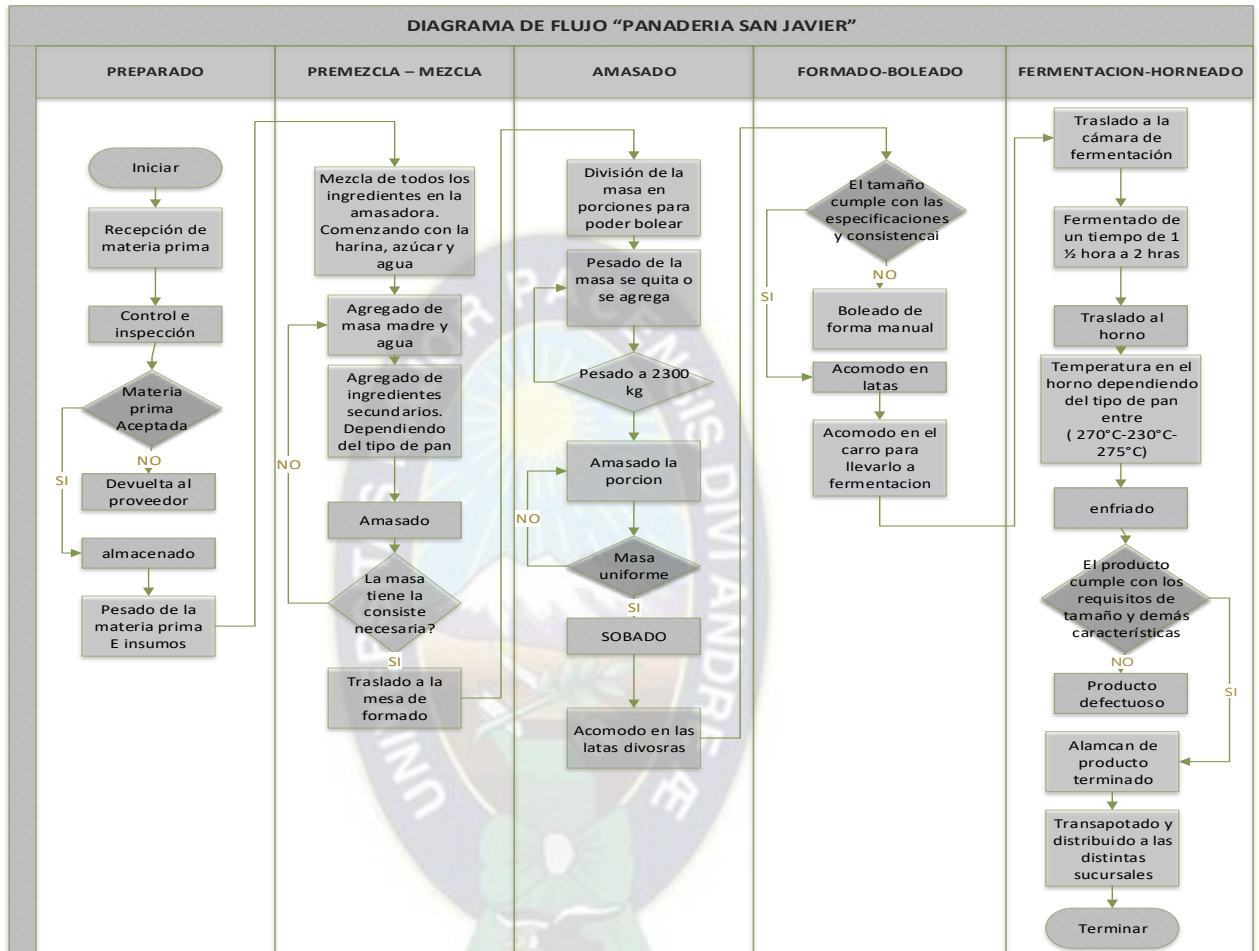 DIAGRAMA DE FLUJO “PANADERIA SAN JAVIER”
PREPARADO
Iniciar
Recepción de
materia prima
Control e
inspección
Materia
prima
Aceptada
NO
SI
Devuelta al
proveedor
almacenado
Pesado de la
materia prima
E insumos
PREMEZCLA – MEZCLA
Mezcla de todos los
ingredientes en la
amasadora.
Comenzando con la
harina, azúcar y
agua
Agregado de
masa madre y
agua
Agregado de
ingredientes
secundarios.
Dependiendo
del tipo de pan
NO
Amasado
La masa
tiene la
consiste
necesaria?
SI
Traslado a la
mesa de
formado
AMASADO
División de la
masa en
porciones para
poder bolear
Pesado de la
masa se quita o
se agrega
Pesado a 2300
kg
Amasado la
porcion
NO
Masa
uniforme
SI
SOBADO
Acomodo en las
latas divosras
FORMADO-BOLEADO
El tamaño
cumple con las
especificaciones
y consistencai
NO
SI
Boleado de
forma manual
Acomodo en
latas
Acomodo en el
carro para
llevarlo a
fermentacion
FERMENTACION-HORNEADO
Traslado a la
cámara de
fermentación
Fermentado de
un tiempo de 1
½ hora a 2 hras
Traslado al
horno
Temperatura en el
horno dependiendo
del tipo de pan
entre
( 270°C-230°C-
275°C)
enfriado
El producto
cumple con los
requisitos de
tamaño y demás
características
NO
SI
Producto
defectuoso
Alamcan de
producto
terminado
Transapotado y
distribuido a las
distintas
sucursales
Terminar